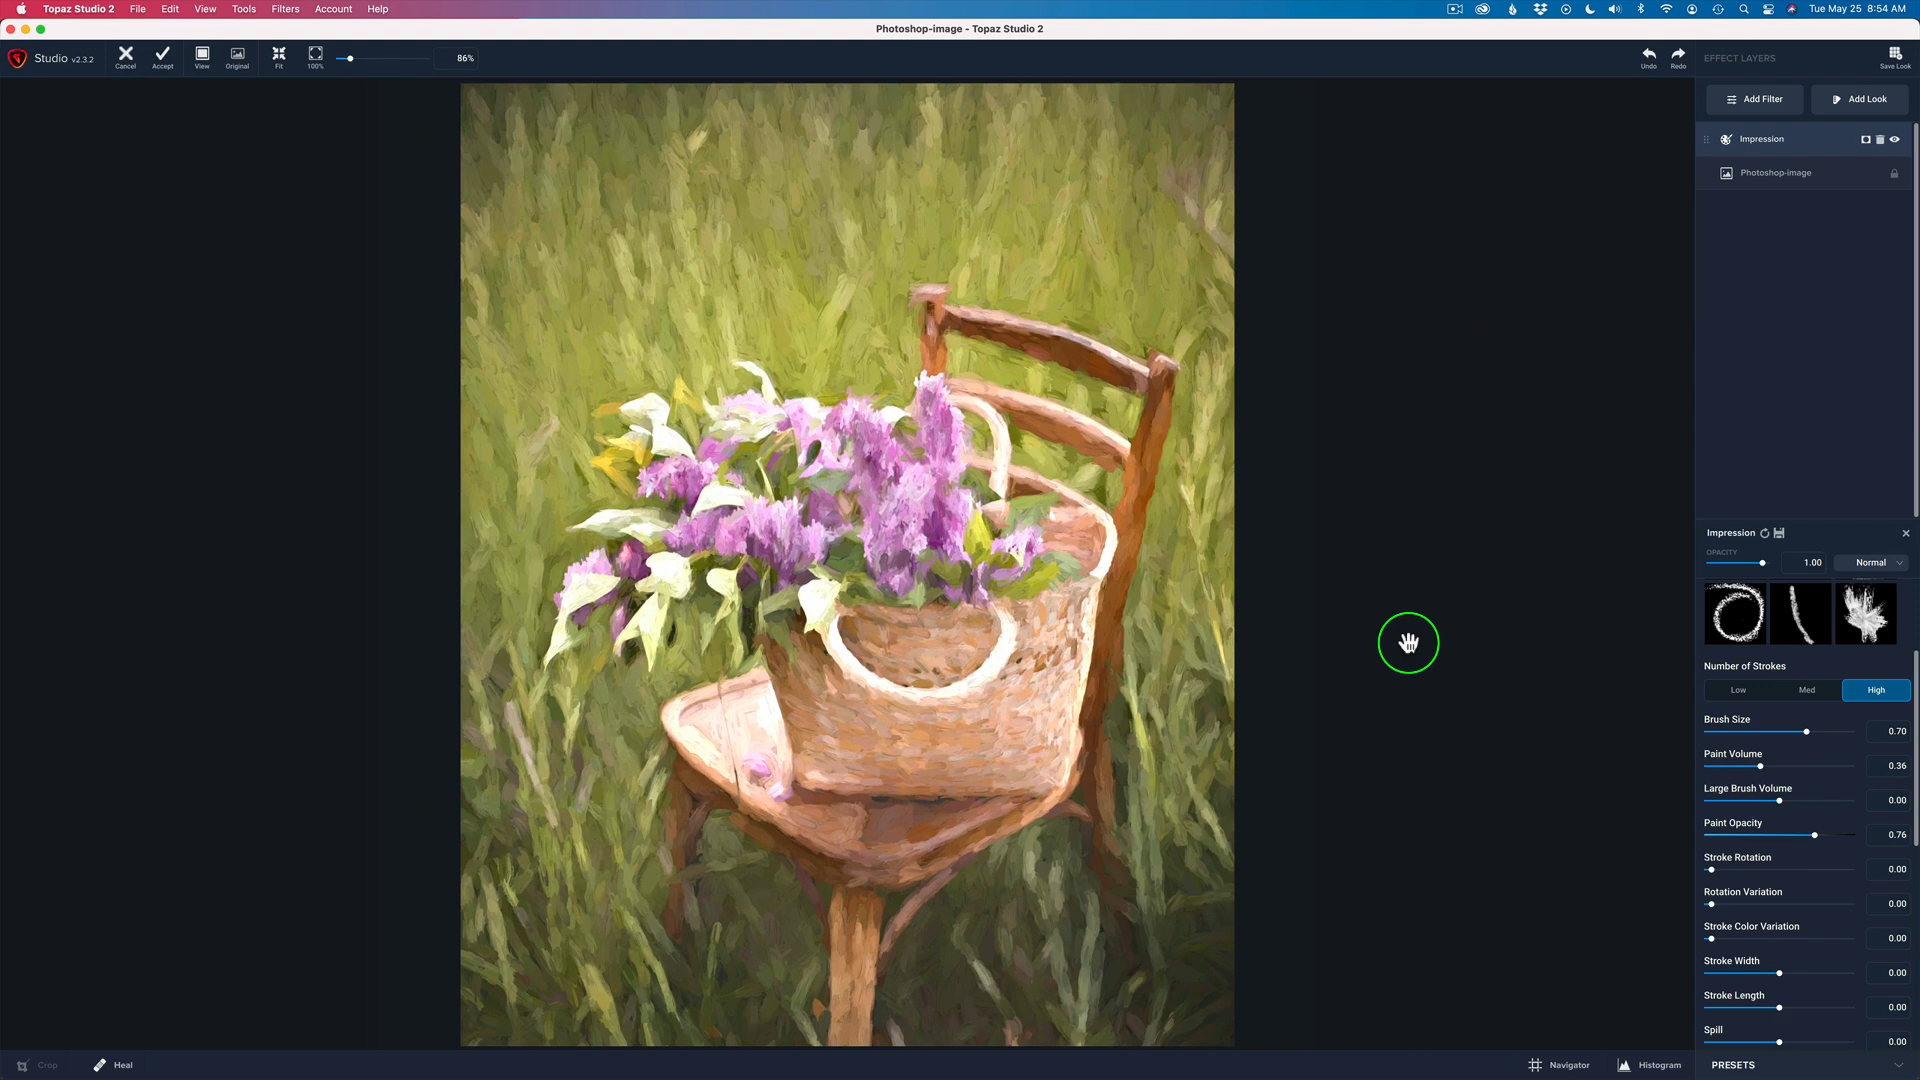 Topaz Studio 2 File Edit View Tools Filters Account Help Tue May 25 8:54 AM
Photoshop-image - Topaz Studio 2
Studio v2.3.2 Cancel Accept View Original Fit 100% 86% Undo Redo EFFECT LAYERS Save Look
Add Filter Add Look
Impression
Photoshop-image
Impression
OPACITY
1.00 Normal
Number of Strokes
Low Med High
Brush Size
0.70
Paint Volume
0.36
Large Brush Volume
0.00
Paint Opacity
0.76
Stroke Rotation
0.00
Rotation Variation
0.00
Stroke Color Variation
0.00
Stroke Width
0.00
Stroke Length
0.00
Spill
0.00
Crop Heal Navigator Histogram PRESETS